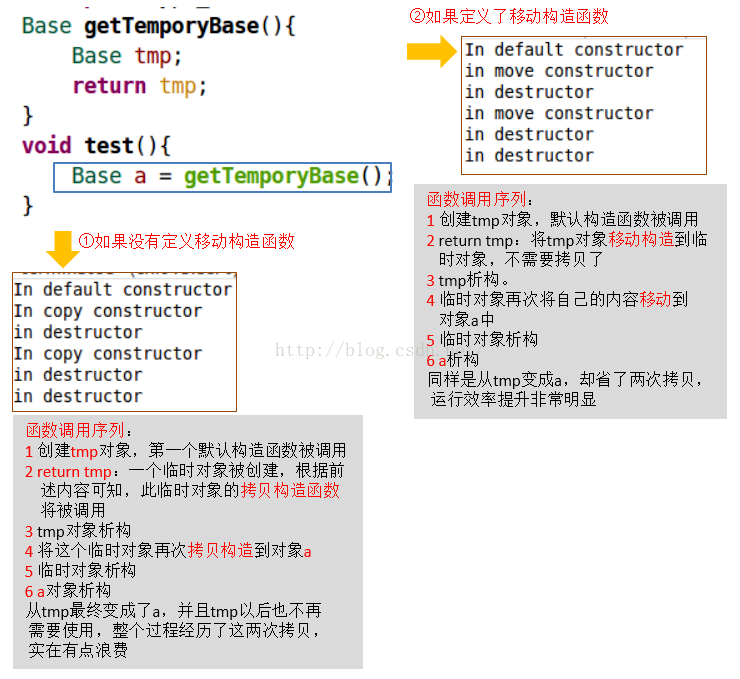 Base getTemporyBase(){
Base tmp;
return tmp;
}
void test(){
Base a = getTemporyBase();
}
①如果没有定义移动构造函数
In default constructor
In copy constructor
in destructor
In copy constructor
in destructor
in destructor
函数调用序列：
1 创建tmp对象，第一个默认构造函数被调用
2 return tmp：一个临时对象被创建，根据前
述内容可知，此临时对象的拷贝构造函数
将被调用
3 tmp对象析构
4 将这个临时对象再次拷贝构造到对象a
5 临时对象析构
6 a对象析构
从tmp最终变成了a，并且tmp以后也不再
需要使用，整个过程经历了这两次拷贝，
实在有点浪费
②如果定义了移动构造函数
In default constructor
in move constructor
in destructor
in move constructor
in destructor
in destructor
函数调用序列：
1 创建tmp对象，默认构造函数被调用
2 return tmp：将tmp对象移动构造到临
时对象，不需要拷贝了
3 tmp析构。
4 临时对象再次将自己的内容移动到
对象a中
5 临时对象析构
6 a析构
同样是从tmp变成a，却省了两次拷贝，
运行效率提升非常明显
http://blog.csdn